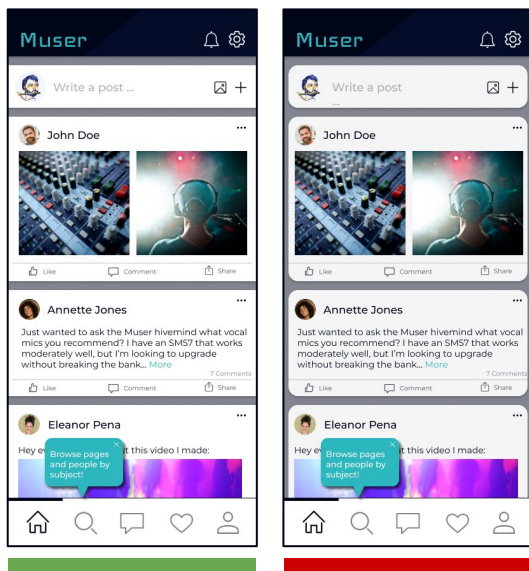 Muser
Write a post ...
John Doe
Like
Comment
Share
Annette Jones
Just wanted to ask the Muser hivemind what vocal
mics you recommend? I have an SM57 that works
moderately well, but I'm looking to upgrade
without breaking the bank... More
7 Comments
Like
Comment
Share
Eleanor Pena
Hey ev
t this video I made:
Browse pages
and people by
subject!
Muser
Write a post
...
John Doe
Like
Comment
Share
Annette Jones
Just wanted to ask the Muser hivemind what vocal
mics you recommend? I have an SM57 that works
moderately well, but I'm looking to upgrade
without breaking the bank... More
7 Comments
Like
Comment
Share
Eleanor Pena
Hey ev
t this video I made:
Browse pages
and people by
subject!